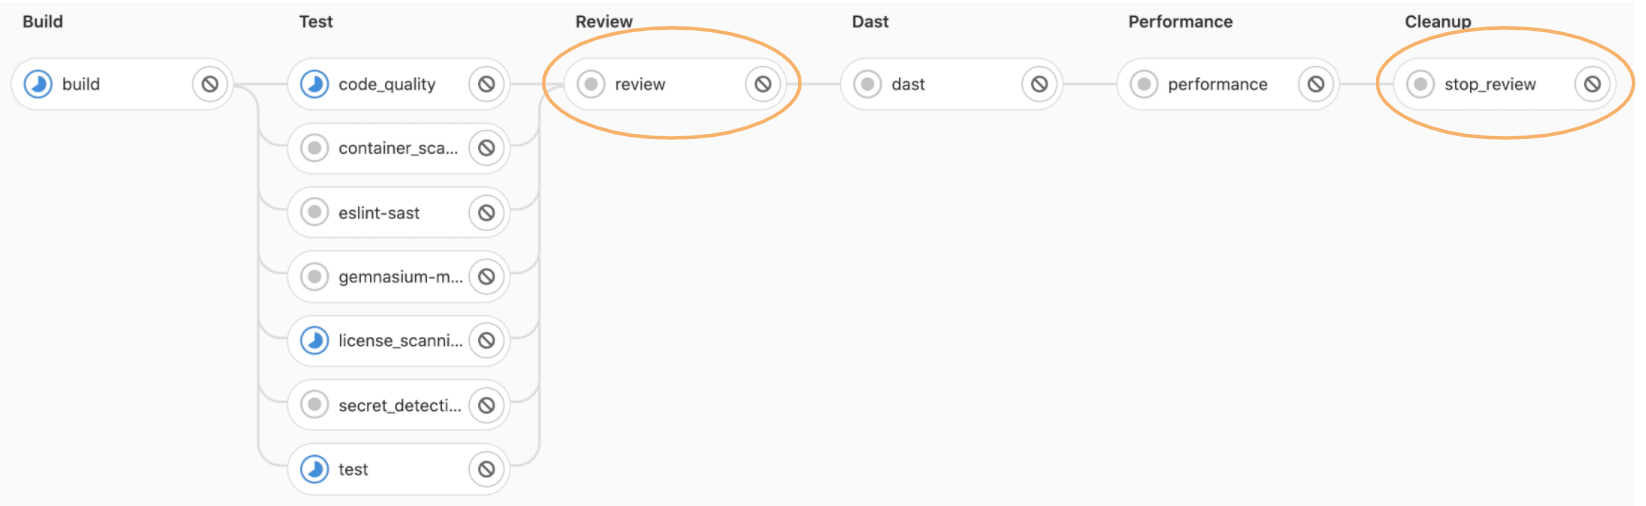 Build
Test
Review
Dast
Performance
Cleanup
build
code_quality
review
dast
performance
stop_review
container_sca...
eslint-sast
gemnasium-m...
license_scanni...
secret_detecti...
test